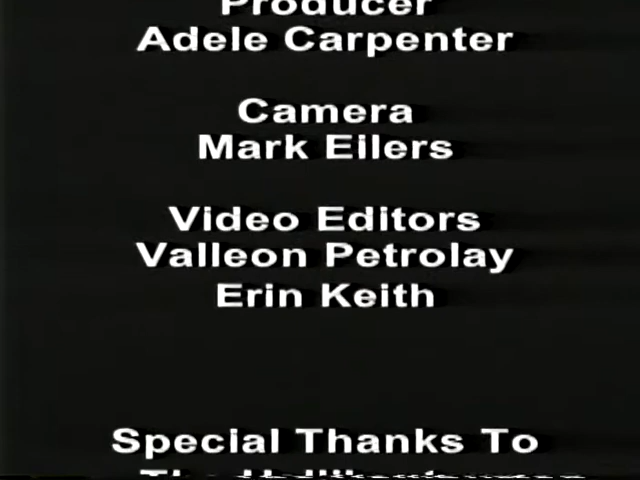 Producer
Adele Carpenter
Camera
Mark Eilers
Video Editors
Valleon Petrolay
Erin Keith
Special Thanks To